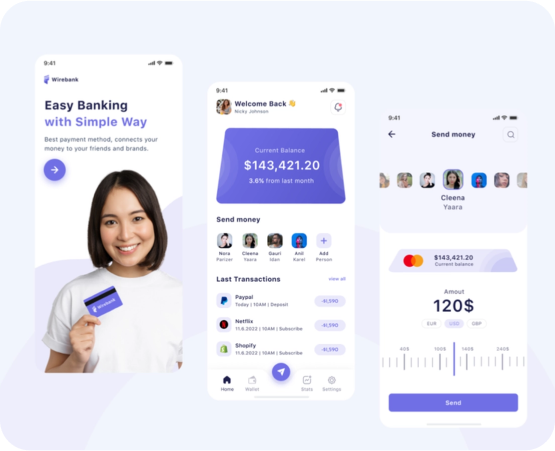 9:41
Wirebank
Easy Banking
with Simple Way
Best payment method, connects your
money to your friends and brands.
Wirebank
9:41
Welcome Back 👋
Nicky Johnson
Current Balance
$143,421.20
3.6% from last month
Send money
Nora Cleena Gauri Anil Add
Parizer Yaara Idan Karel Person
Last Transactions view all
Paypal
Today | 10AM | Deposit
41,590
Netflix
11.6.2022 | 10AM | Subscribe
41,590
Shopify
11.6.2022 | 10AM | Subscribe
41,590
Home Wallet Stats Settings
9:41
Send money
Cleena
Yaara
$143,421.20
Current balance
Amout
120$
EUR USD GBP
40$ 100$ 140$ 240$
Send